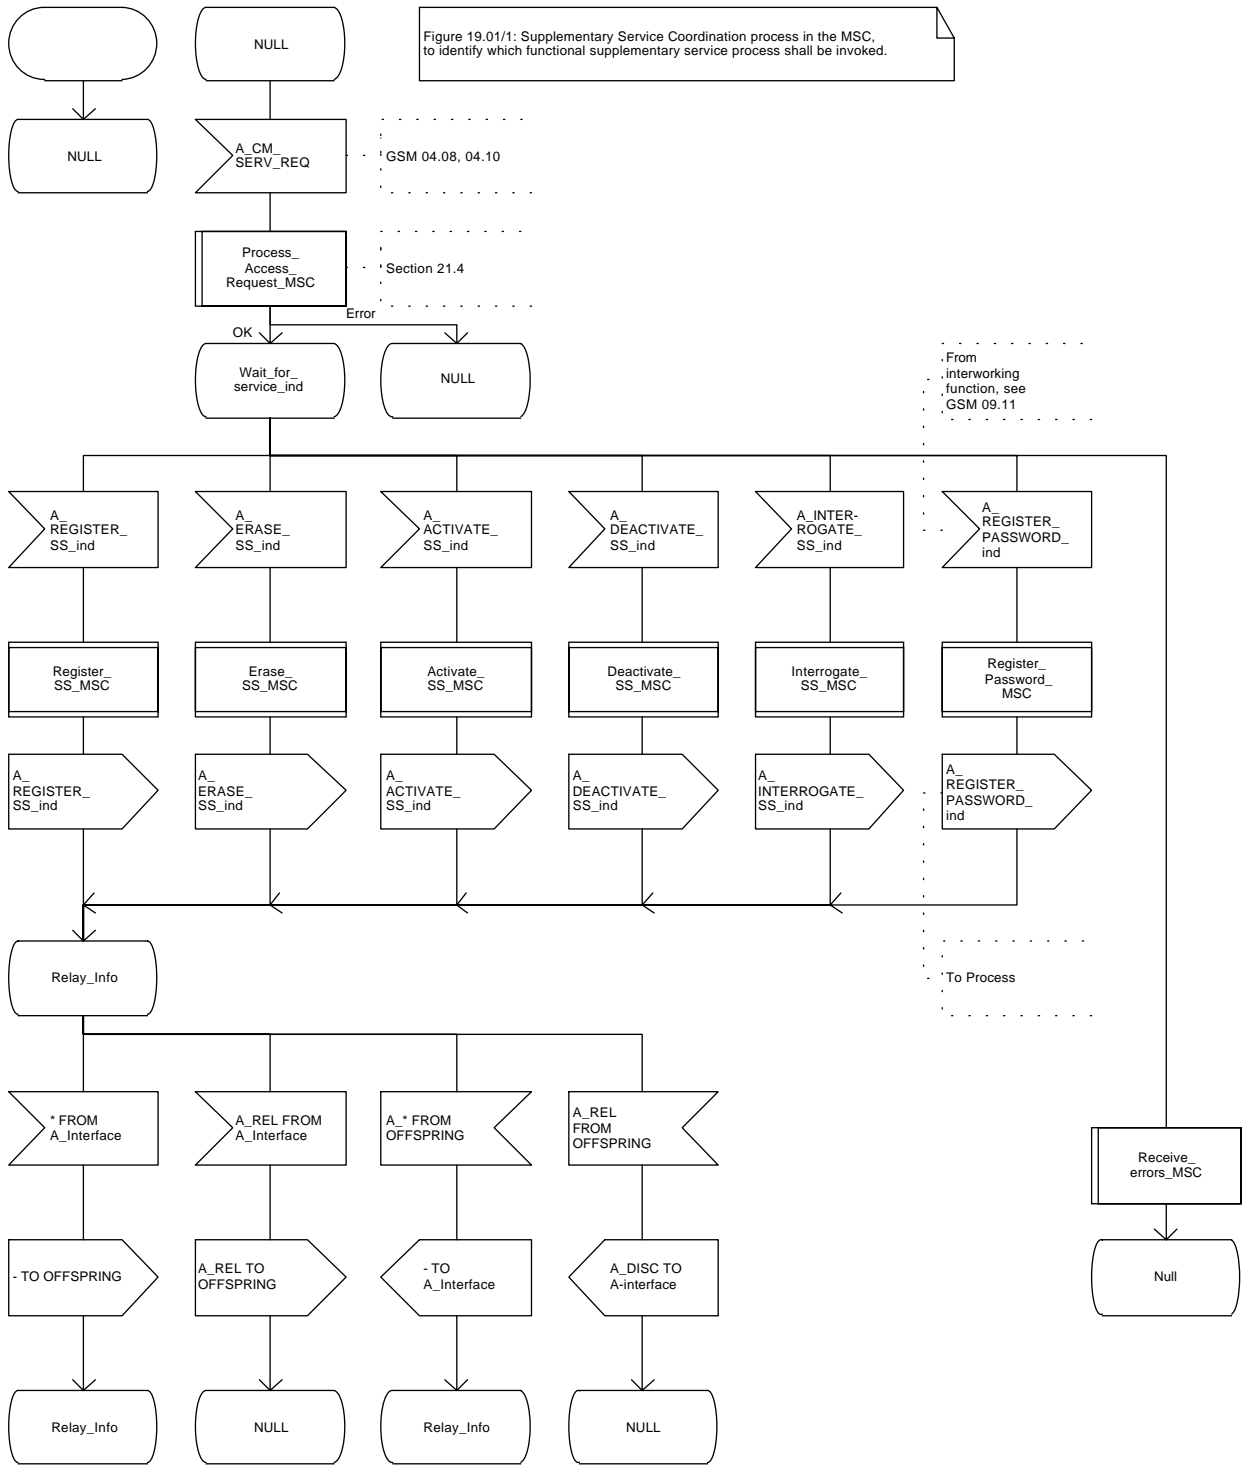 Figure 19.01/1: Supplementary Service Coordination process in the MSC,
to identify which functional supplementary service process shall be invoked.
NULL
NULL
A_CM_
SERV_REQ
GSM 04.08, 04.10
Process_
Access_
Request_MSC
Section 21.4
Error
OK
Wait_for_
service_ind
NULL
From
interworking
function, see
GSM 09.11
A_
REGISTER_
SS_ind
A_
ERASE_
SS_ind
A_
ACTIVATE_
SS_ind
A_
DEACTIVATE_
SS_ind
A_INTER-
ROGATE_
SS_ind
A_
REGISTER_
PASSWORD_
ind
Register_
SS_MSC
Erase_
SS_MSC
Activate_
SS_MSC
Deactivate_
SS_MSC
Interrogate_
SS_MSC
Register_
Password_
MSC
A_
REGISTER_
SS_ind
A_
ERASE_
SS_ind
A_
ACTIVATE_
SS_ind
A_
DEACTIVATE_
SS_ind
A_
INTERROGATE_
SS_ind
A_
REGISTER_
PASSWORD_
ind
Relay_Info
To Process
* FROM
A_Interface
A_REL FROM
A_Interface
A_* FROM
OFFSPRING
A_REL
FROM
OFFSPRING
Receive_
errors_MSC
- TO OFFSPRING
A_REL TO
OFFSPRING
- TO
A_Interface
A_DISC TO
A-interface
Null
Relay_Info
NULL
Relay_Info
NULL